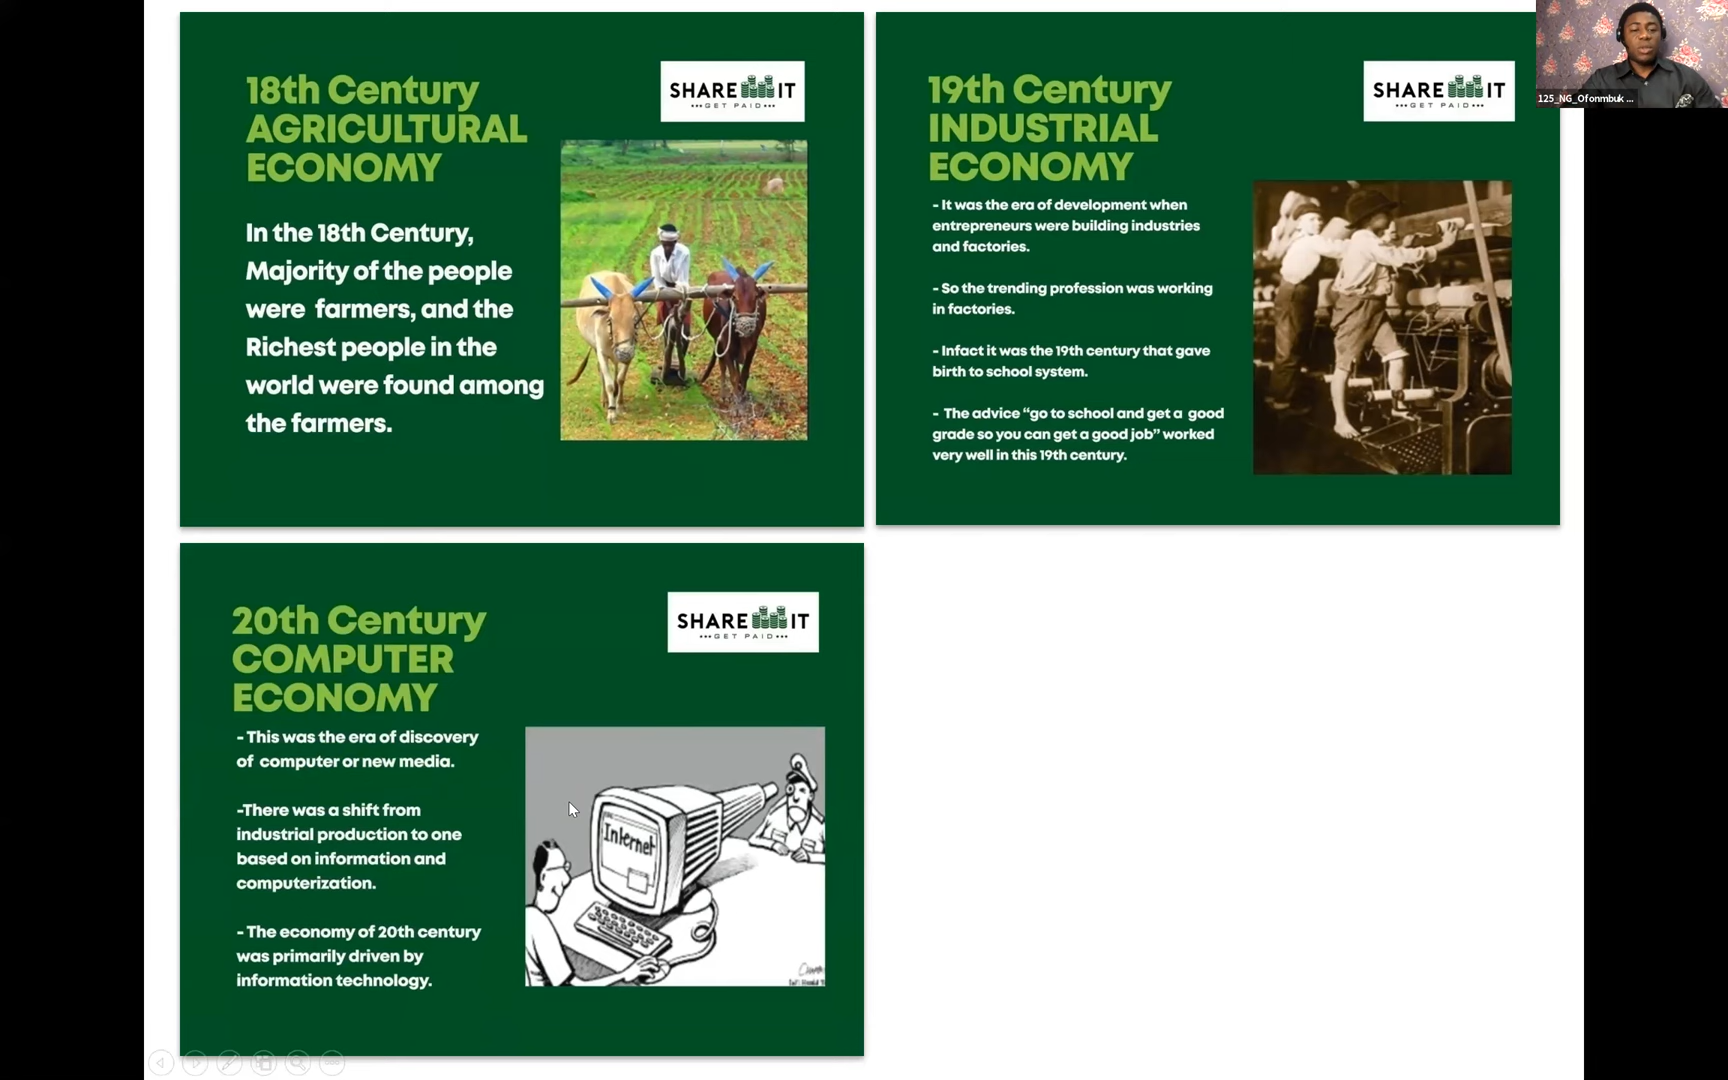 18th Century
AGRICULTURAL
ECONOMY
SHARE IT
GET PAID
In the 18th Century,
Majority of the people
were farmers, and the
Richest people in the
world were found among
the farmers.
19th Century
INDUSTRIAL
ECONOMY
SHARE IT
GET PAID
- It was the era of development when
entrepreneurs were building industries
and factories.
- So the trending profession was working
in factories.
- Infact it was the 19th century that gave
birth to school system.
- The advice “go to school and get a good
grade so you can get a good job” worked
very well in this 19th century.
125_NG_Ofonmbuk ...
20th Century
COMPUTER
ECONOMY
SHARE IT
GET PAID
- This was the era of discovery
of computer or new media.
-There was a shift from
industrial production to one
based on information and
computerization.
- The economy of 20th century
was primarily driven by
information technology.
Internet